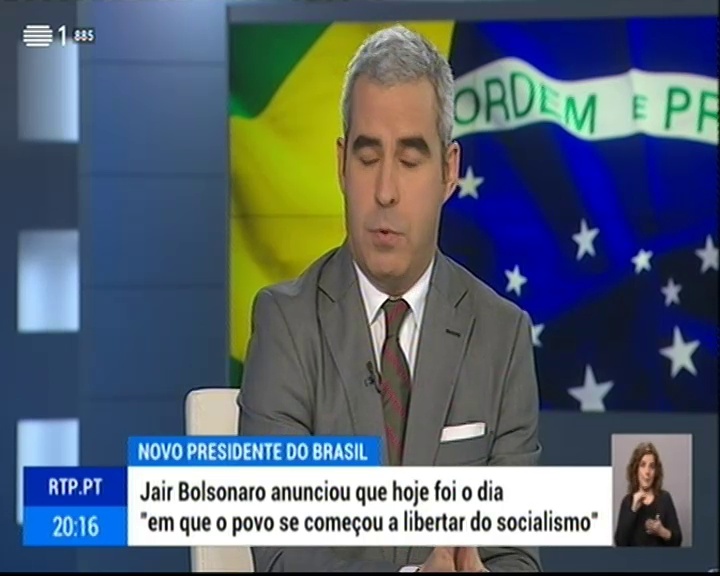 1 885
ORDEM E PR
NOVO PRESIDENTE DO BRASIL
RTP.PT
Jair Bolsonaro anunciou que hoje foi o dia
20:16
"em que o povo se começou a libertar do socialismo"